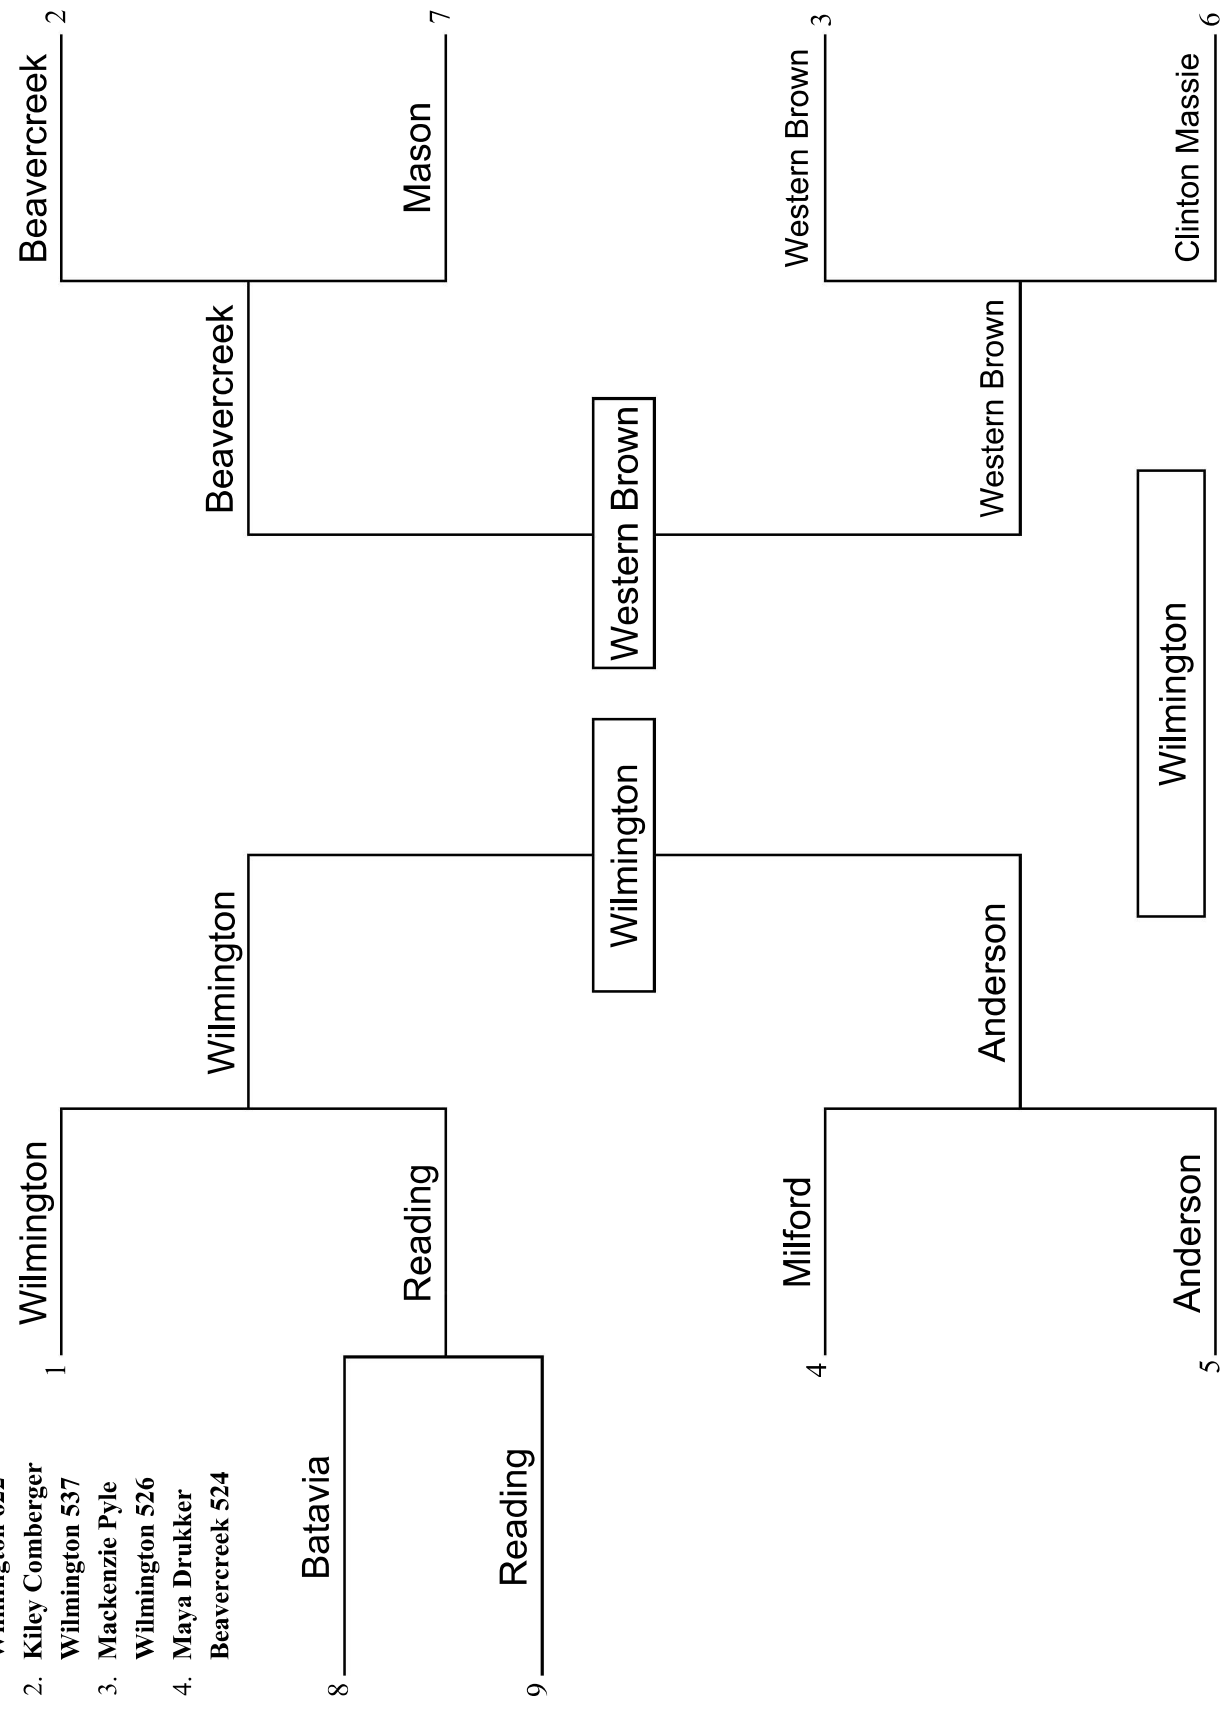 2. Kiley Comberger
Wilmington 537
3. Mackenzie Pyle
Wilmington 526
4. Maya Drukker
Beavercreek 524
1 Wilmington
Beavercreek 2
Wilmington
Beavercreek
8 Batavia
Reading
Mason 7
9 Reading
Wilmington
Western Brown
4 Milford
Western Brown 3
Anderson
Western Brown
5 Anderson
Wilmington
Clinton Massie 6